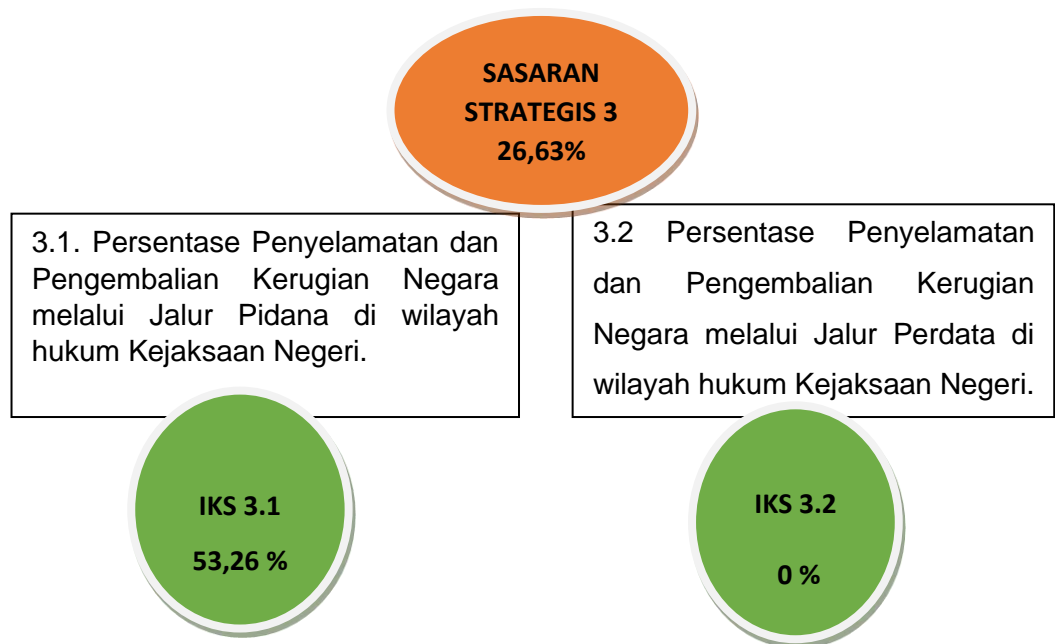 SASARAN
STRATEGIS 3
26,63%
3.1. Persentase Penyelamatan dan
Pengembalian Kerugian Negara
melalui Jalur Pidana di wilayah
hukum Kejaksaan Negeri.
3.2 Persentase Penyelamatan
dan Pengembalian Kerugian
Negara melalui Jalur Perdata di
wilayah hukum Kejaksaan Negeri.
IKS 3.1
53,26 %
IKS 3.2
0 %